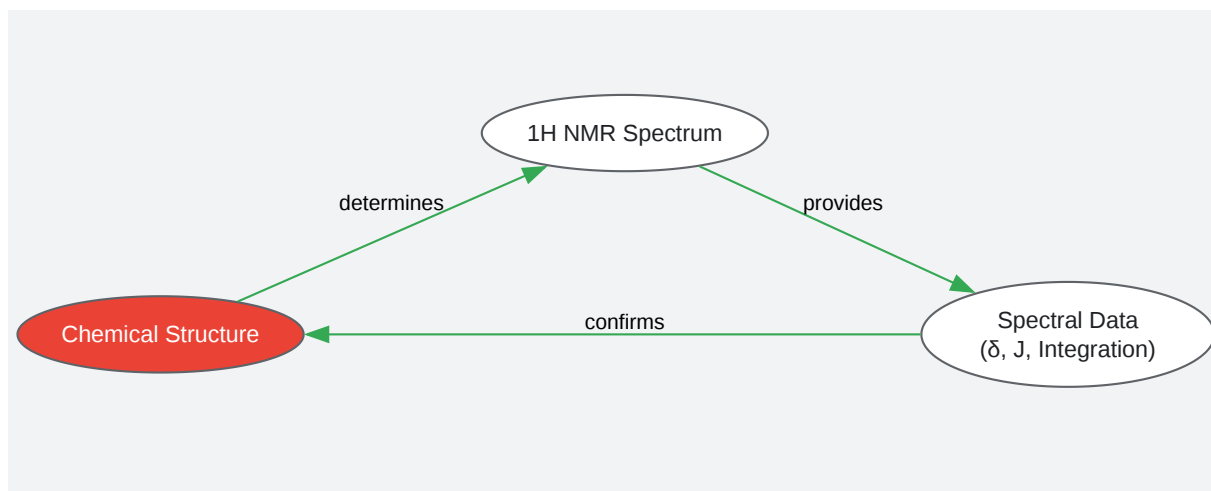 1H NMR Spectrum
determines
provides
Chemical Structure
confirms
Spectral Data
(δ, J, Integration)